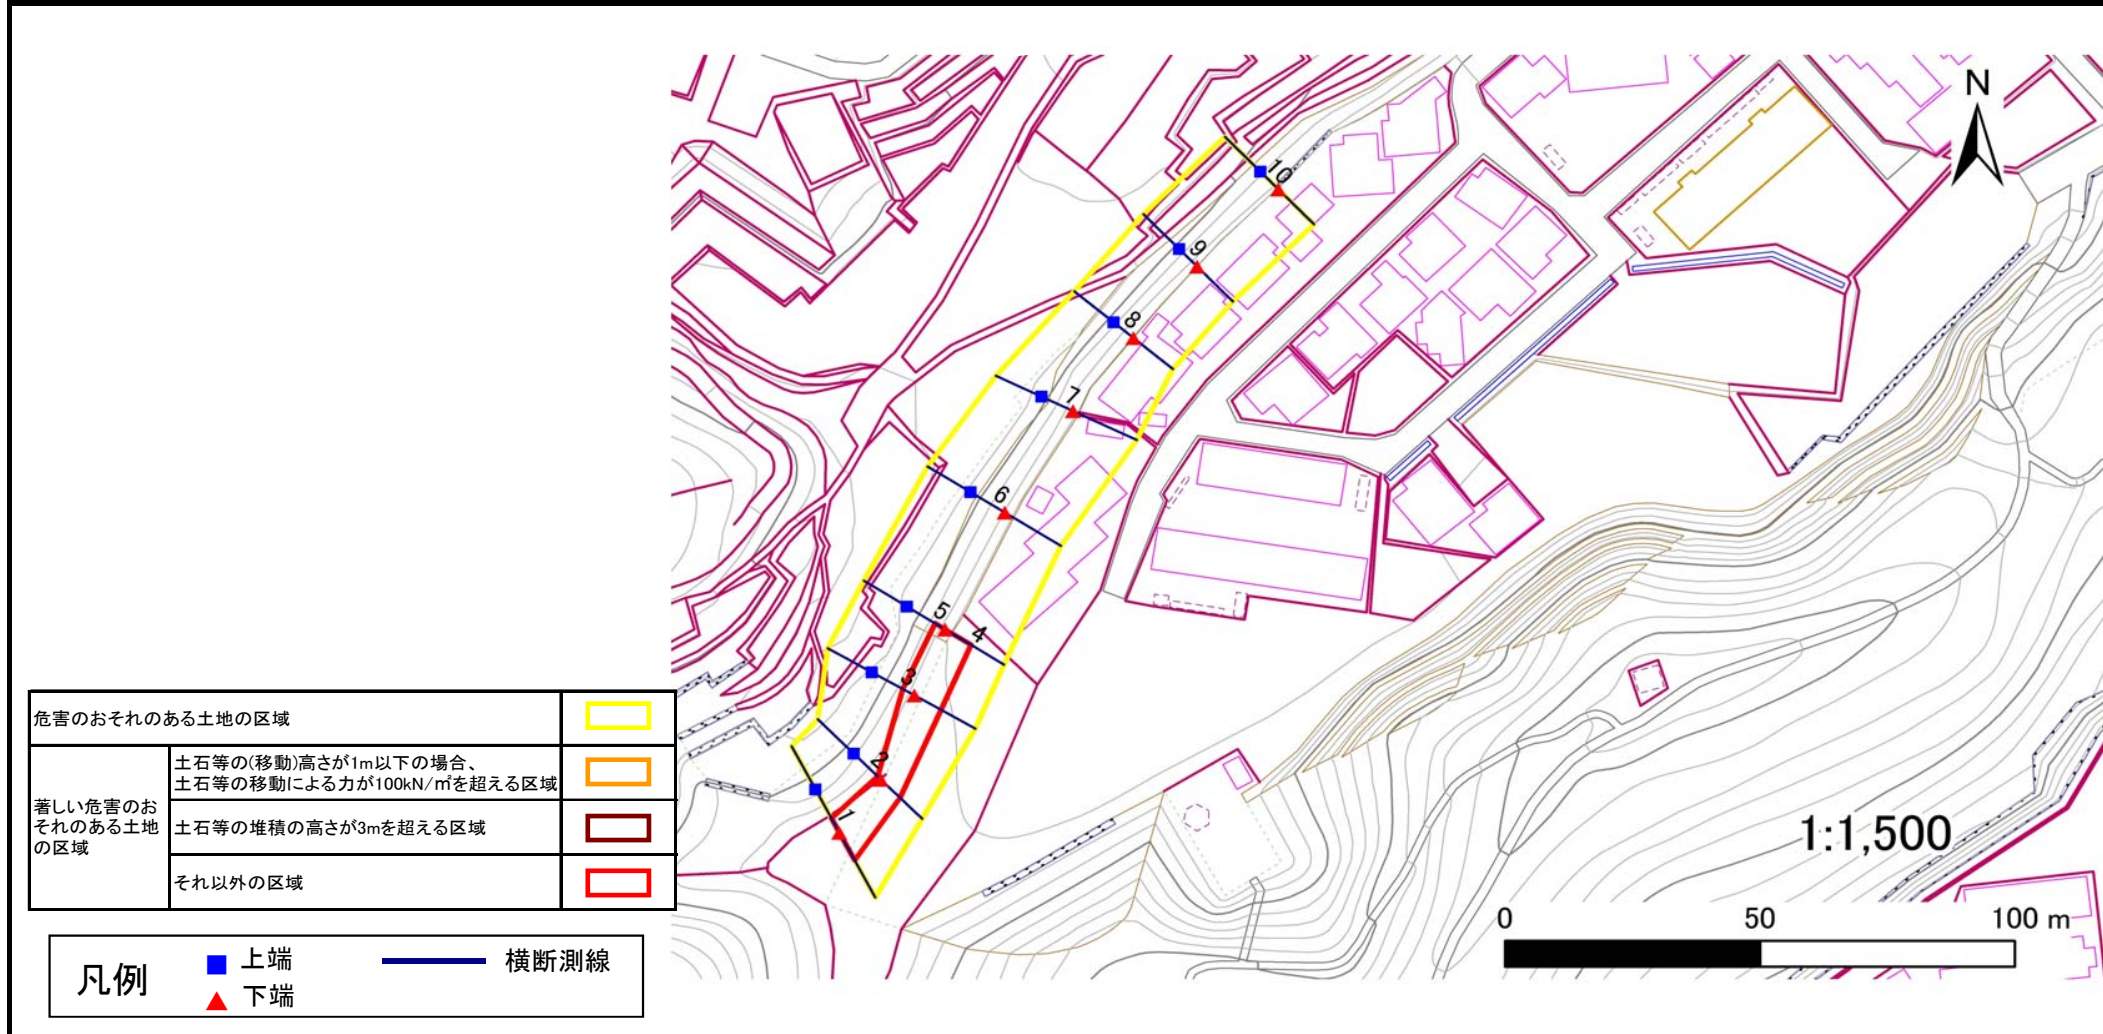 N
10
9
8
7
6
5
4
3
2
1
危害のおそれのある土地の区域
著しい危害のお
それのある土地
の区域
土石等の(移動)高さが1m以下の場合、
土石等の移動による力が100kN/㎡を超える区域
土石等の堆積の高さが3mを超える区域
それ以外の区域
凡例
上端
下端
横断測線
1:1,500
0 50 100 m